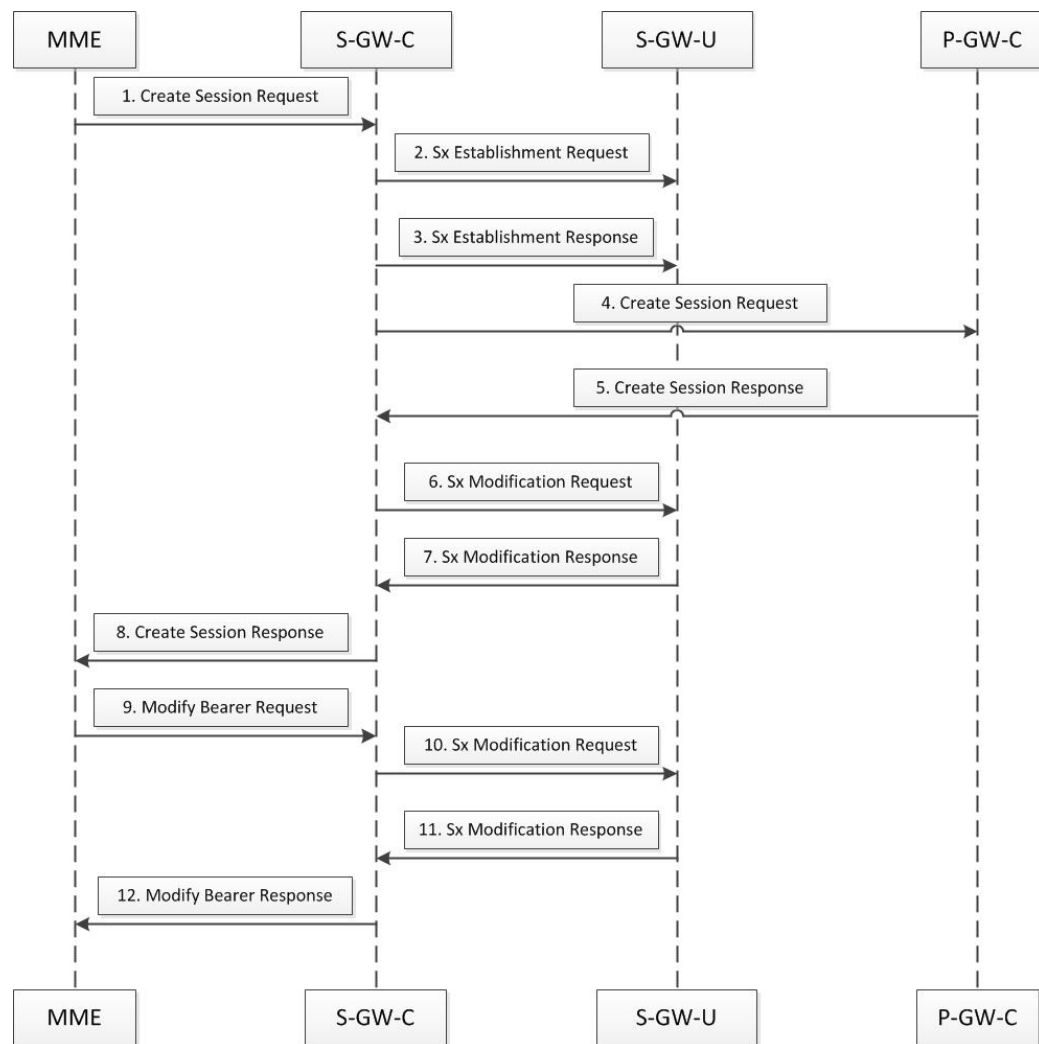 MME
S-GW-C
S-GW-U
P-GW-C
1. Create Session Request
2. Sx Establishment Request
3. Sx Establishment Response
4. Create Session Request
5. Create Session Response
6. Sx Modification Request
7. Sx Modification Response
8. Create Session Response
9. Modify Bearer Request
10. Sx Modification Request
11. Sx Modification Response
12. Modify Bearer Response
MME
S-GW-C
S-GW-U
P-GW-C